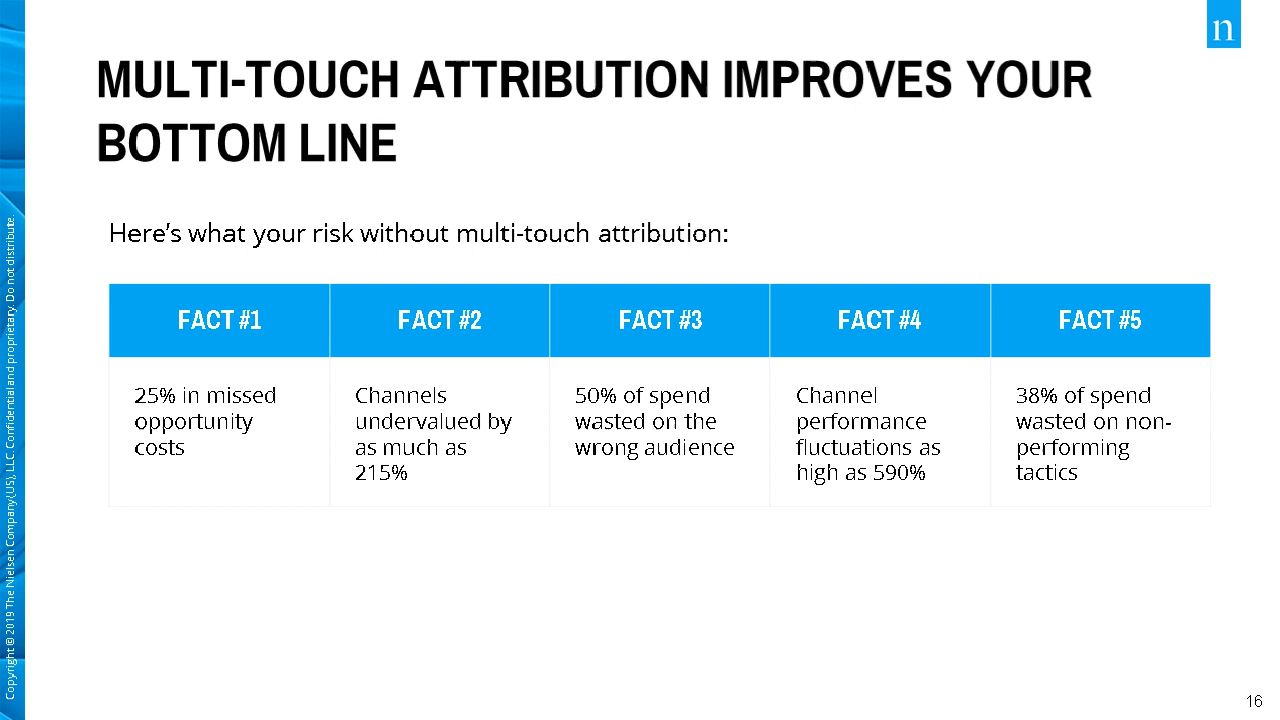 n
MULTI-TOUCH ATTRIBUTION IMPROVES YOUR
BOTTOM LINE
Here's what your risk without multi-touch attribution:
FACT #1
FACT #2
FACT #3
FACT #4
FACT #5
25% in missed
opportunity
costs
Channels
undervalued by
as much as
215%
50% of spend
wasted on the
wrong audience
Channel
performance
fluctuations as
high as 590%
38% of spend
wasted on non-
performing
tactics
Copyright © 2019 The Nielsen Company (US), LLC. Confidential and proprietary. Do not distribute.
16